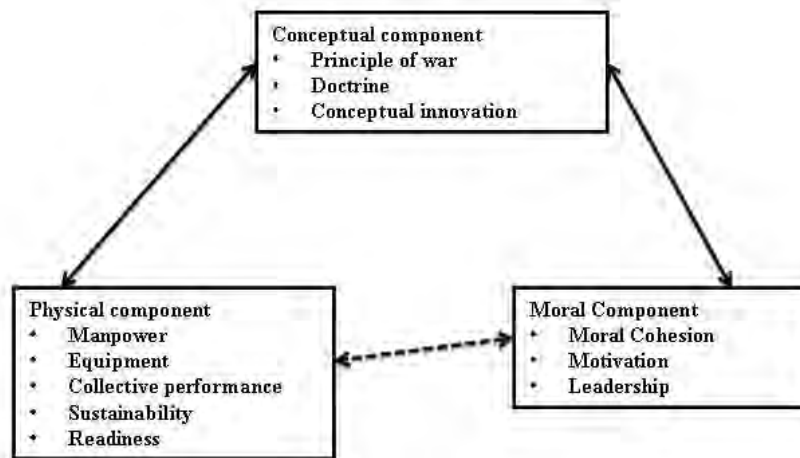 Conceptual component
• Principle of war
• Doctrine
• Conceptual innovation
Physical component
• Manpower
• Equipment
• Collective performance
• Sustainability
• Readiness
Moral Component
• Moral Cohesion
• Motivation
• Leadership